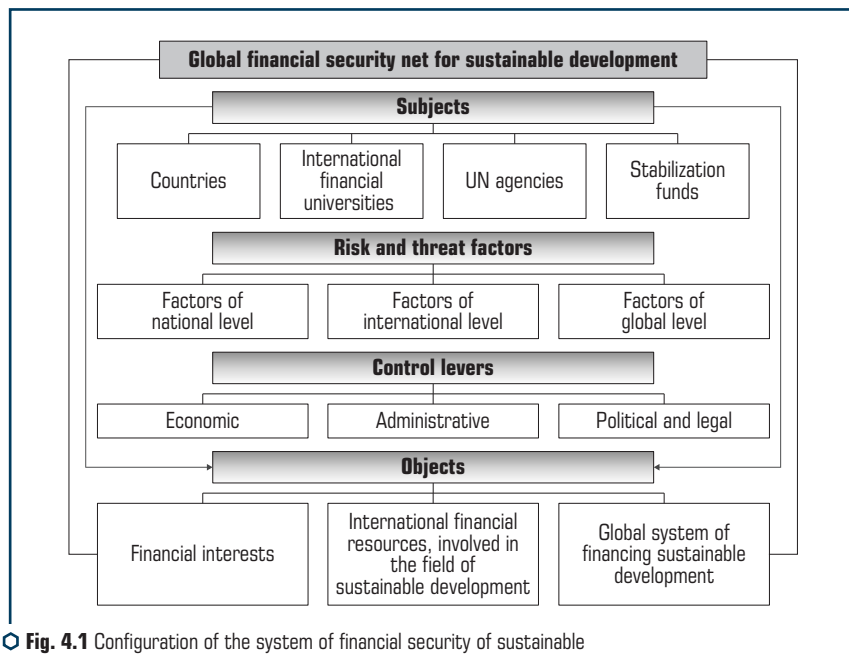 Global financial security net for sustainable development
Subjects
Countries
International
financial
universities
UN agencies
Stabilization
funds
Risk and threat factors
Factors of
national level
Factors of
international level
Factors of
global level
Control levers
Economic
Administrative
Political and legal
Objects
Financial interests
International financial
resources, involved in
the field of
sustainable development
Global system of
financing sustainable
development
Fig. 4.1 Configuration of the system of financial security of sustainable